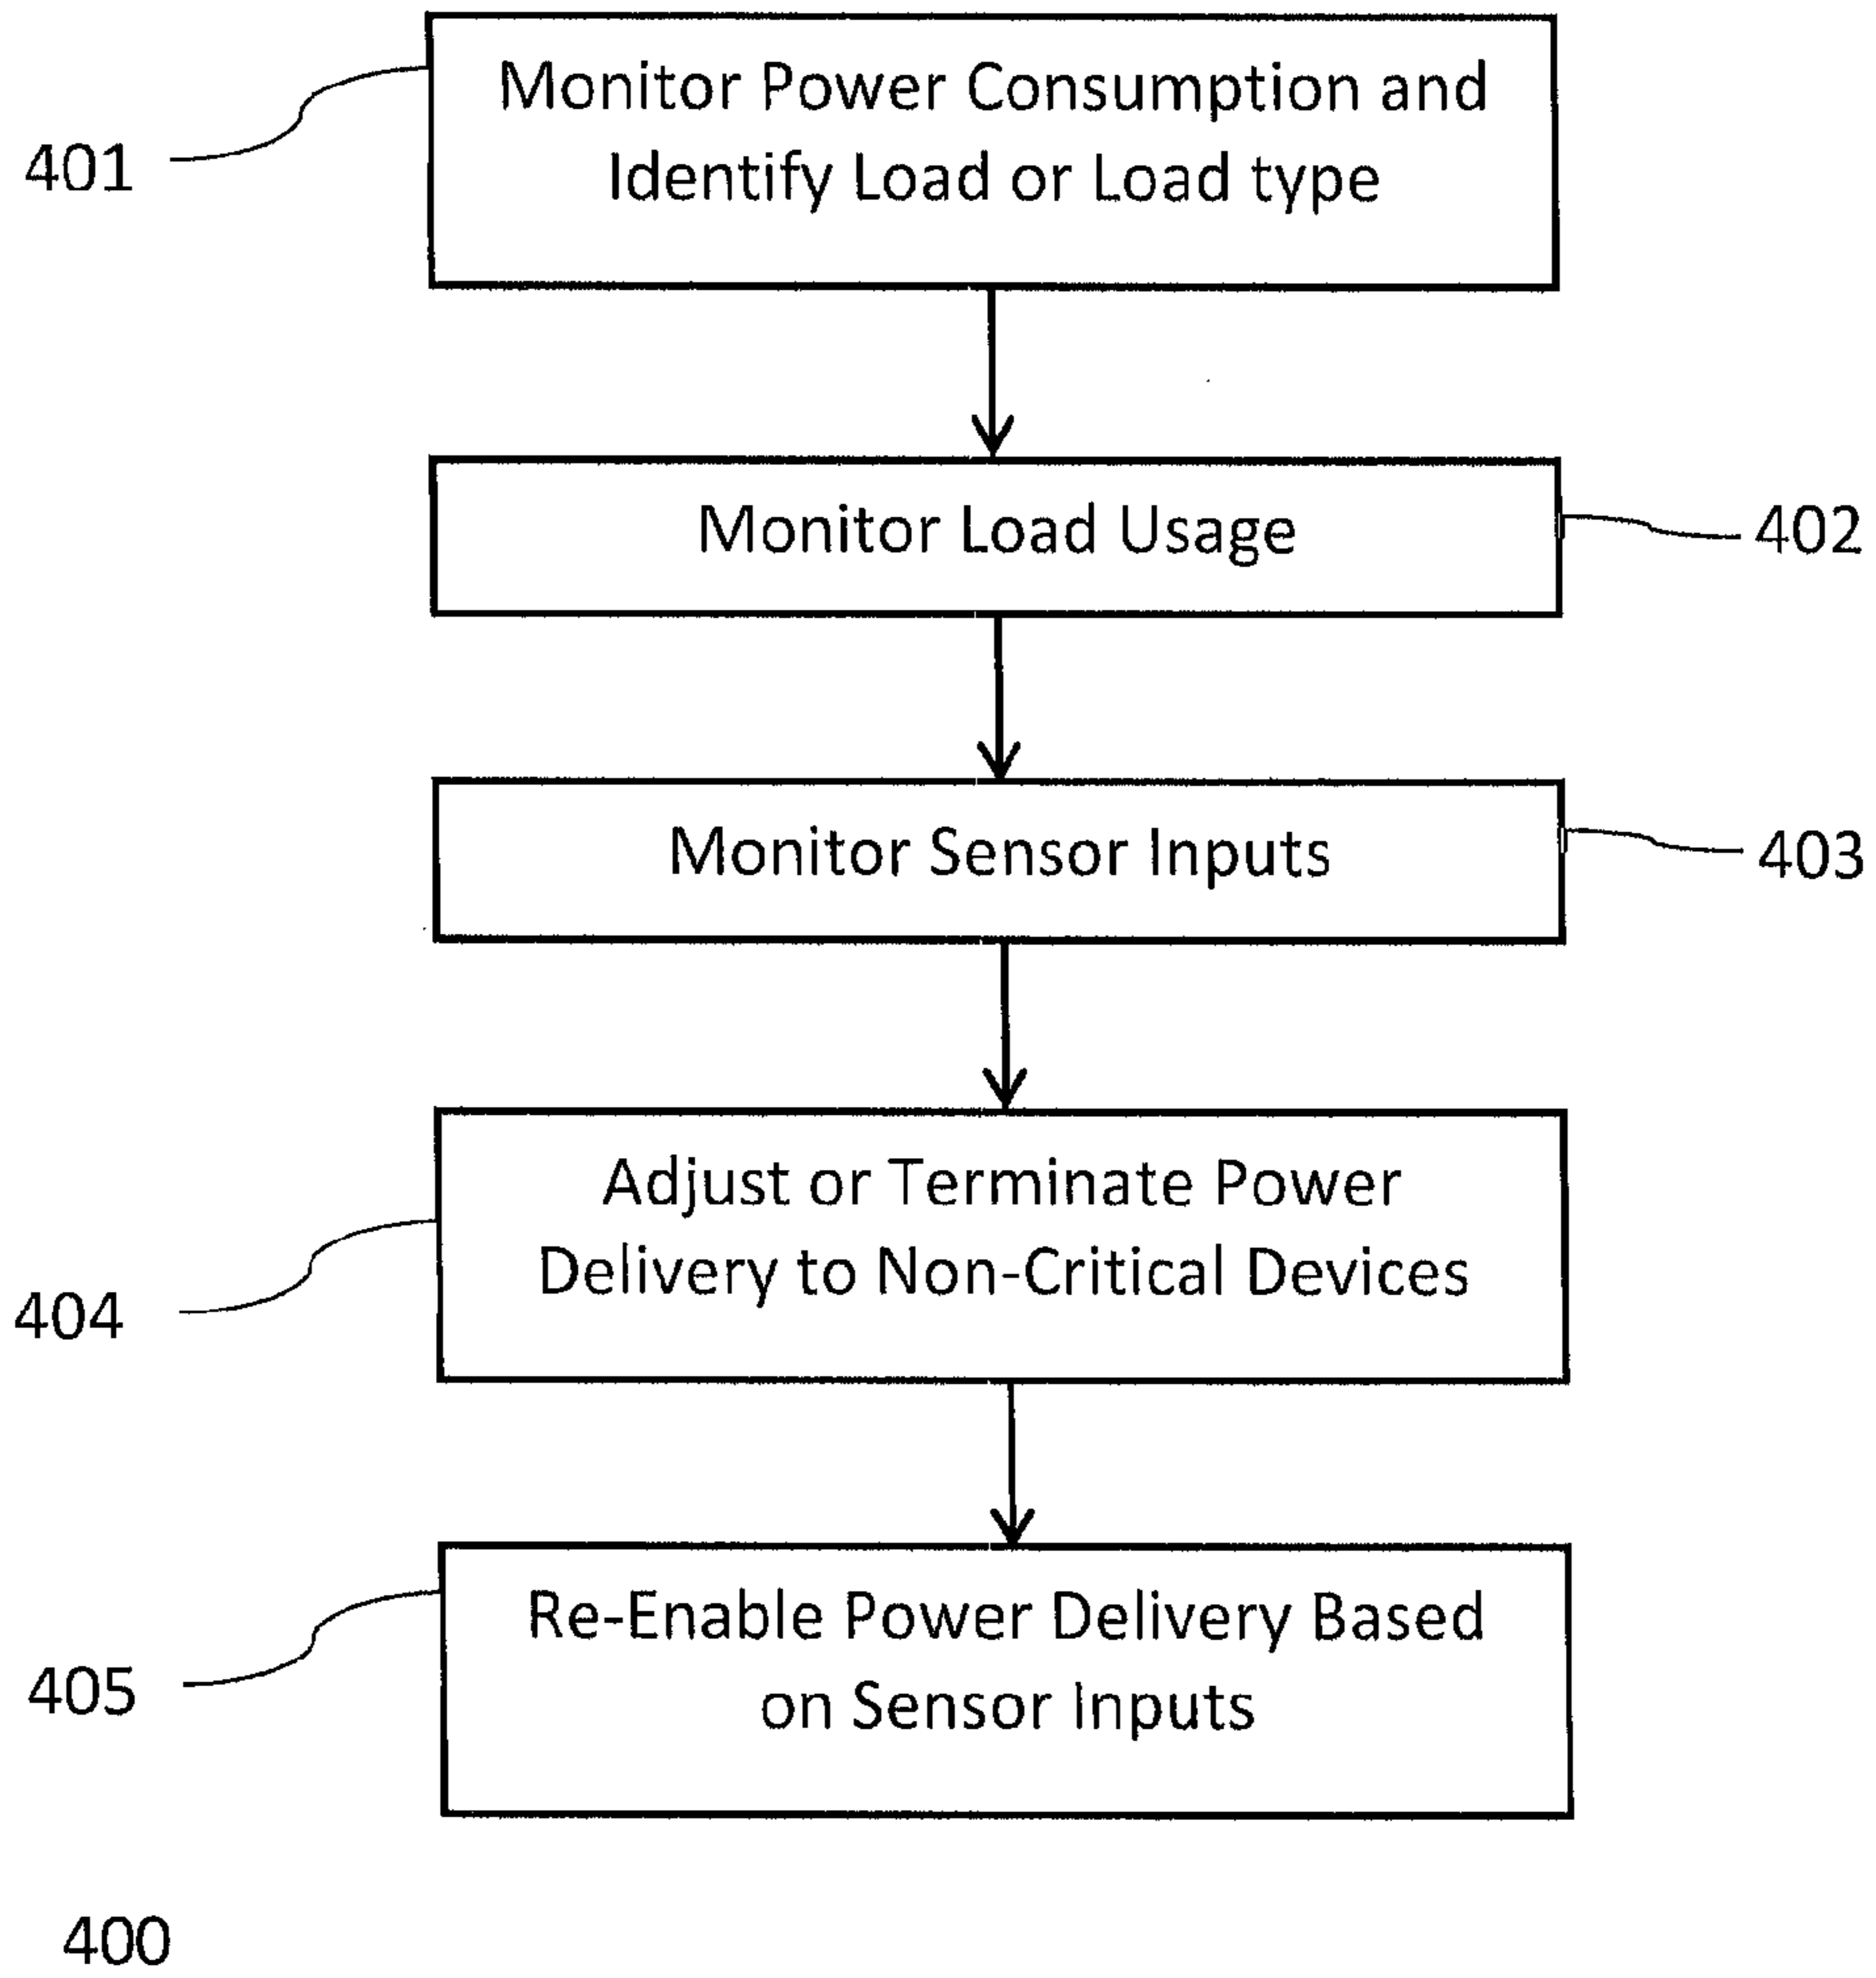 Monitor Power Consumption and
Identify Load or Load type
401
Monitor Load Usage
402
Monitor Sensor Inputs
403
Adjust or Terminate Power
Delivery to Non-Critical Devices
404
Re-Enable Power Delivery Based
on Sensor Inputs
405
400